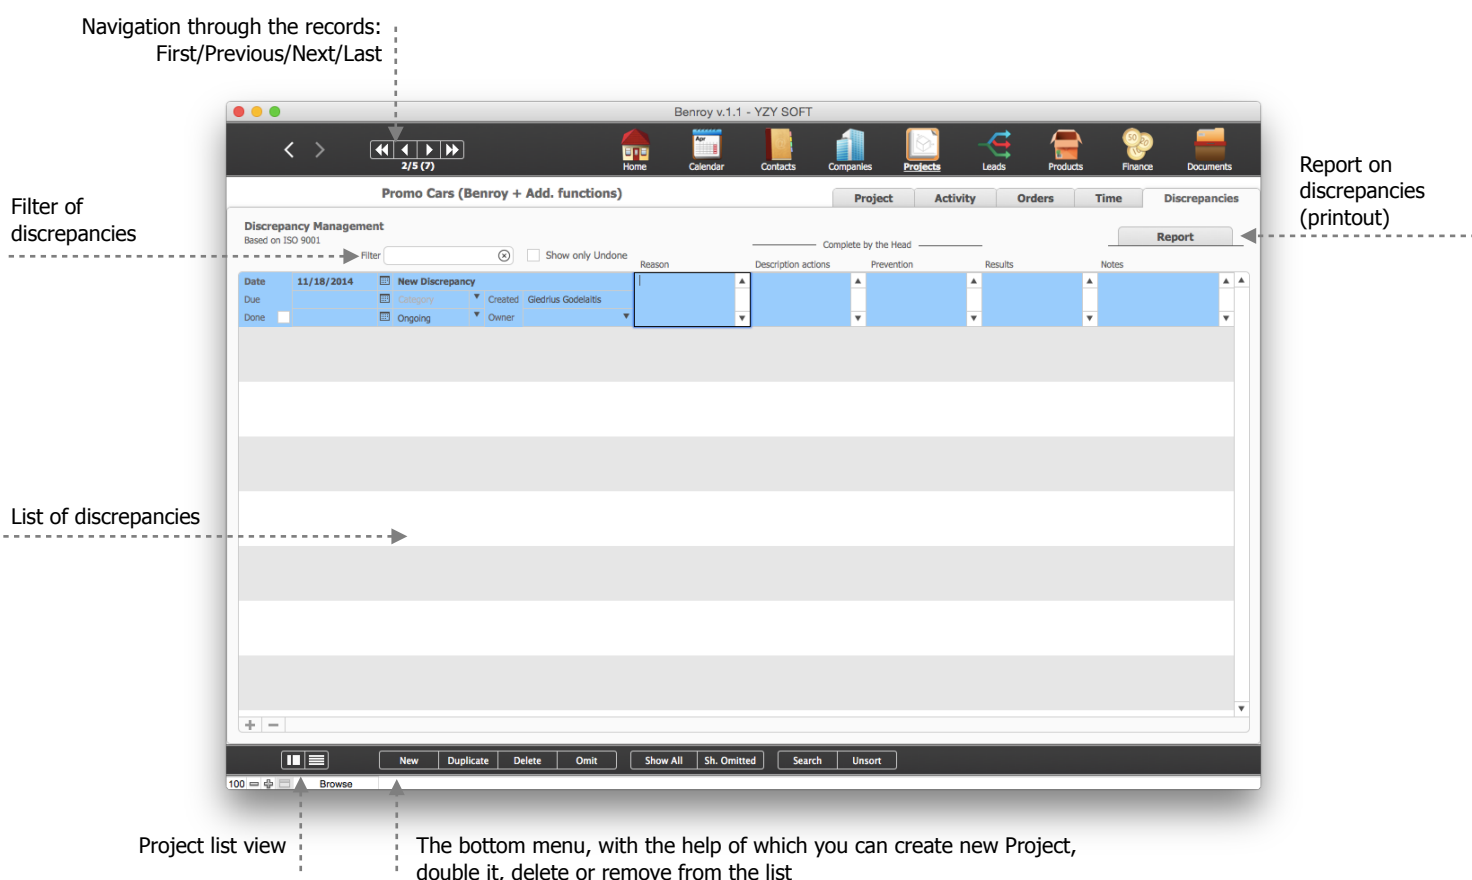 Navigation through the records:
First/Previous/Next/Last
Benroy v.1.1 - YZY SOFT
2/5 (7)
Home
Calendar
Apr
Contacts
Companies
Projects
Leads
Products
Finance
Documents
Report on
discrepancies
(printout)
Filter of
discrepancies
Promo Cars (Benroy + Add. functions)
Project
Activity
Orders
Time
Discrepancies
Discrepancy Management
Based on ISO 9001
Filter
Show only Undone
Complete by the Head
Report
Reason
Description actions
Prevention
Results
Notes
Date 11/18/2014 New Discrepancy
Due Category Created Giedrius Godelaitis
Done Ongoing Owner
List of discrepancies
New
Duplicate
Delete
Omit
Show All
Sh. Omitted
Search
Unsort
100
Browse
Project list view
The bottom menu, with the help of which you can create new Project,
double it, delete or remove from the list